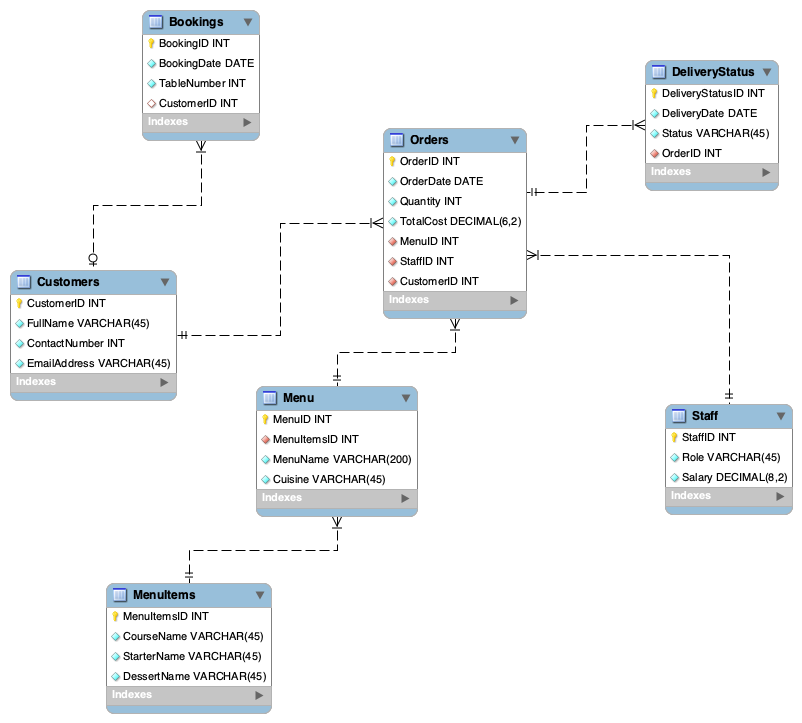 Bookings
BookingID INT
BookingDate DATE
TableNumber INT
CustomerID INT
Indexes
DeliveryStatus
DeliveryStatusID INT
DeliveryDate DATE
Status VARCHAR(45)
OrderID INT
Indexes
Orders
OrderID INT
OrderDate DATE
Quantity INT
TotalCost DECIMAL(6,2)
MenuID INT
StaffID INT
CustomerID INT
Indexes
Customers
CustomerID INT
FullName VARCHAR(45)
ContactNumber INT
EmailAddress VARCHAR(45)
Indexes
Menu
MenuID INT
MenuItemsID INT
MenuName VARCHAR(200)
Cuisine VARCHAR(45)
Indexes
Staff
StaffID INT
Role VARCHAR(45)
Salary DECIMAL(8,2)
Indexes
MenuItems
MenuItemsID INT
CourseName VARCHAR(45)
StarterName VARCHAR(45)
DessertName VARCHAR(45)
Indexes